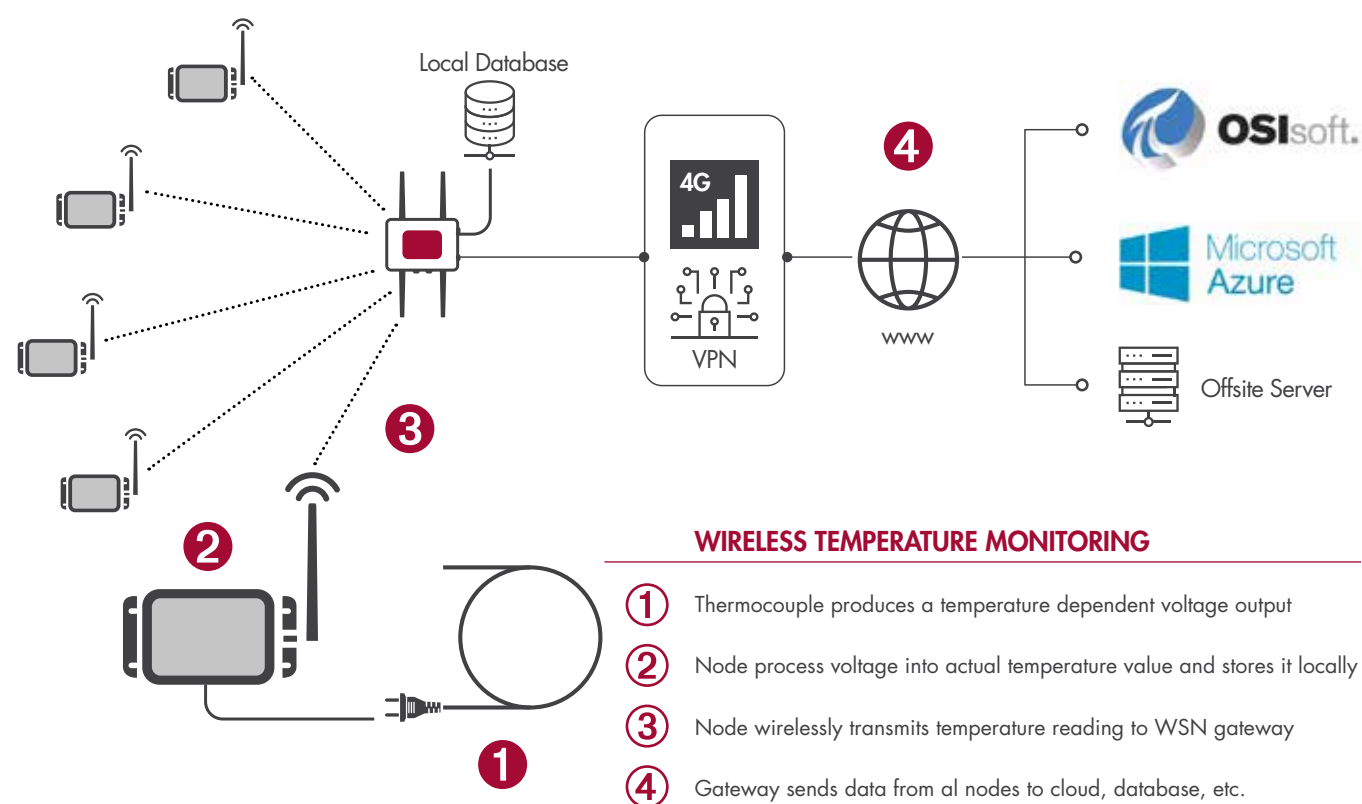 Local Database
4G
VPN
4
www
OSIsoft.
Microsoft
Azure
Offsite Server
3
2
1
WIRELESS TEMPERATURE MONITORING
1 Thermocouple produces a temperature dependent voltage output
2 Node process voltage into actual temperature value and stores it locally
3 Node wirelessly transmits temperature reading to WSN gateway
4 Gateway sends data from al nodes to cloud, database, etc.